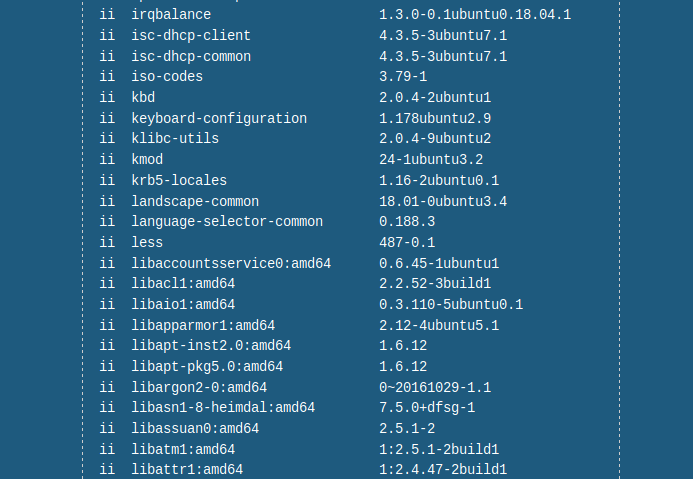 ii irqbalance 1.3.0-0.1ubuntu0.18.04.1
ii isc-dhcp-client 4.3.5-3ubuntu7.1
ii isc-dhcp-common 4.3.5-3ubuntu7.1
ii iso-codes 3.79-1
ii kbd 2.0.4-2ubuntu1
ii keyboard-configuration 1.178ubuntu2.9
ii klibc-utils 2.0.4-9ubuntu2
ii kmod 24-1ubuntu3.2
ii krb5-locales 1.16-2ubuntu0.1
ii landscape-common 18.01-0ubuntu3.4
ii language-selector-common 0.188.3
ii less 487-0.1
ii libaccountsservice0:amd64 0.6.45-1ubuntu1
ii libacl1:amd64 2.2.52-3build1
ii libaio1:amd64 0.3.110-5ubuntu0.1
ii libapparmor1:amd64 2.12-4ubuntu5.1
ii libapt-inst2.0:amd64 1.6.12
ii libapt-pkg5.0:amd64 1.6.12
ii libargon2-0:amd64 0~20161029-1.1
ii libasn1-8-heimdal:amd64 7.5.0+dfsg-1
ii libassuan0:amd64 2.5.1-2
ii libatm1:amd64 1:2.5.1-2build1
ii libattr1:amd64 1:2.4.47-2build1